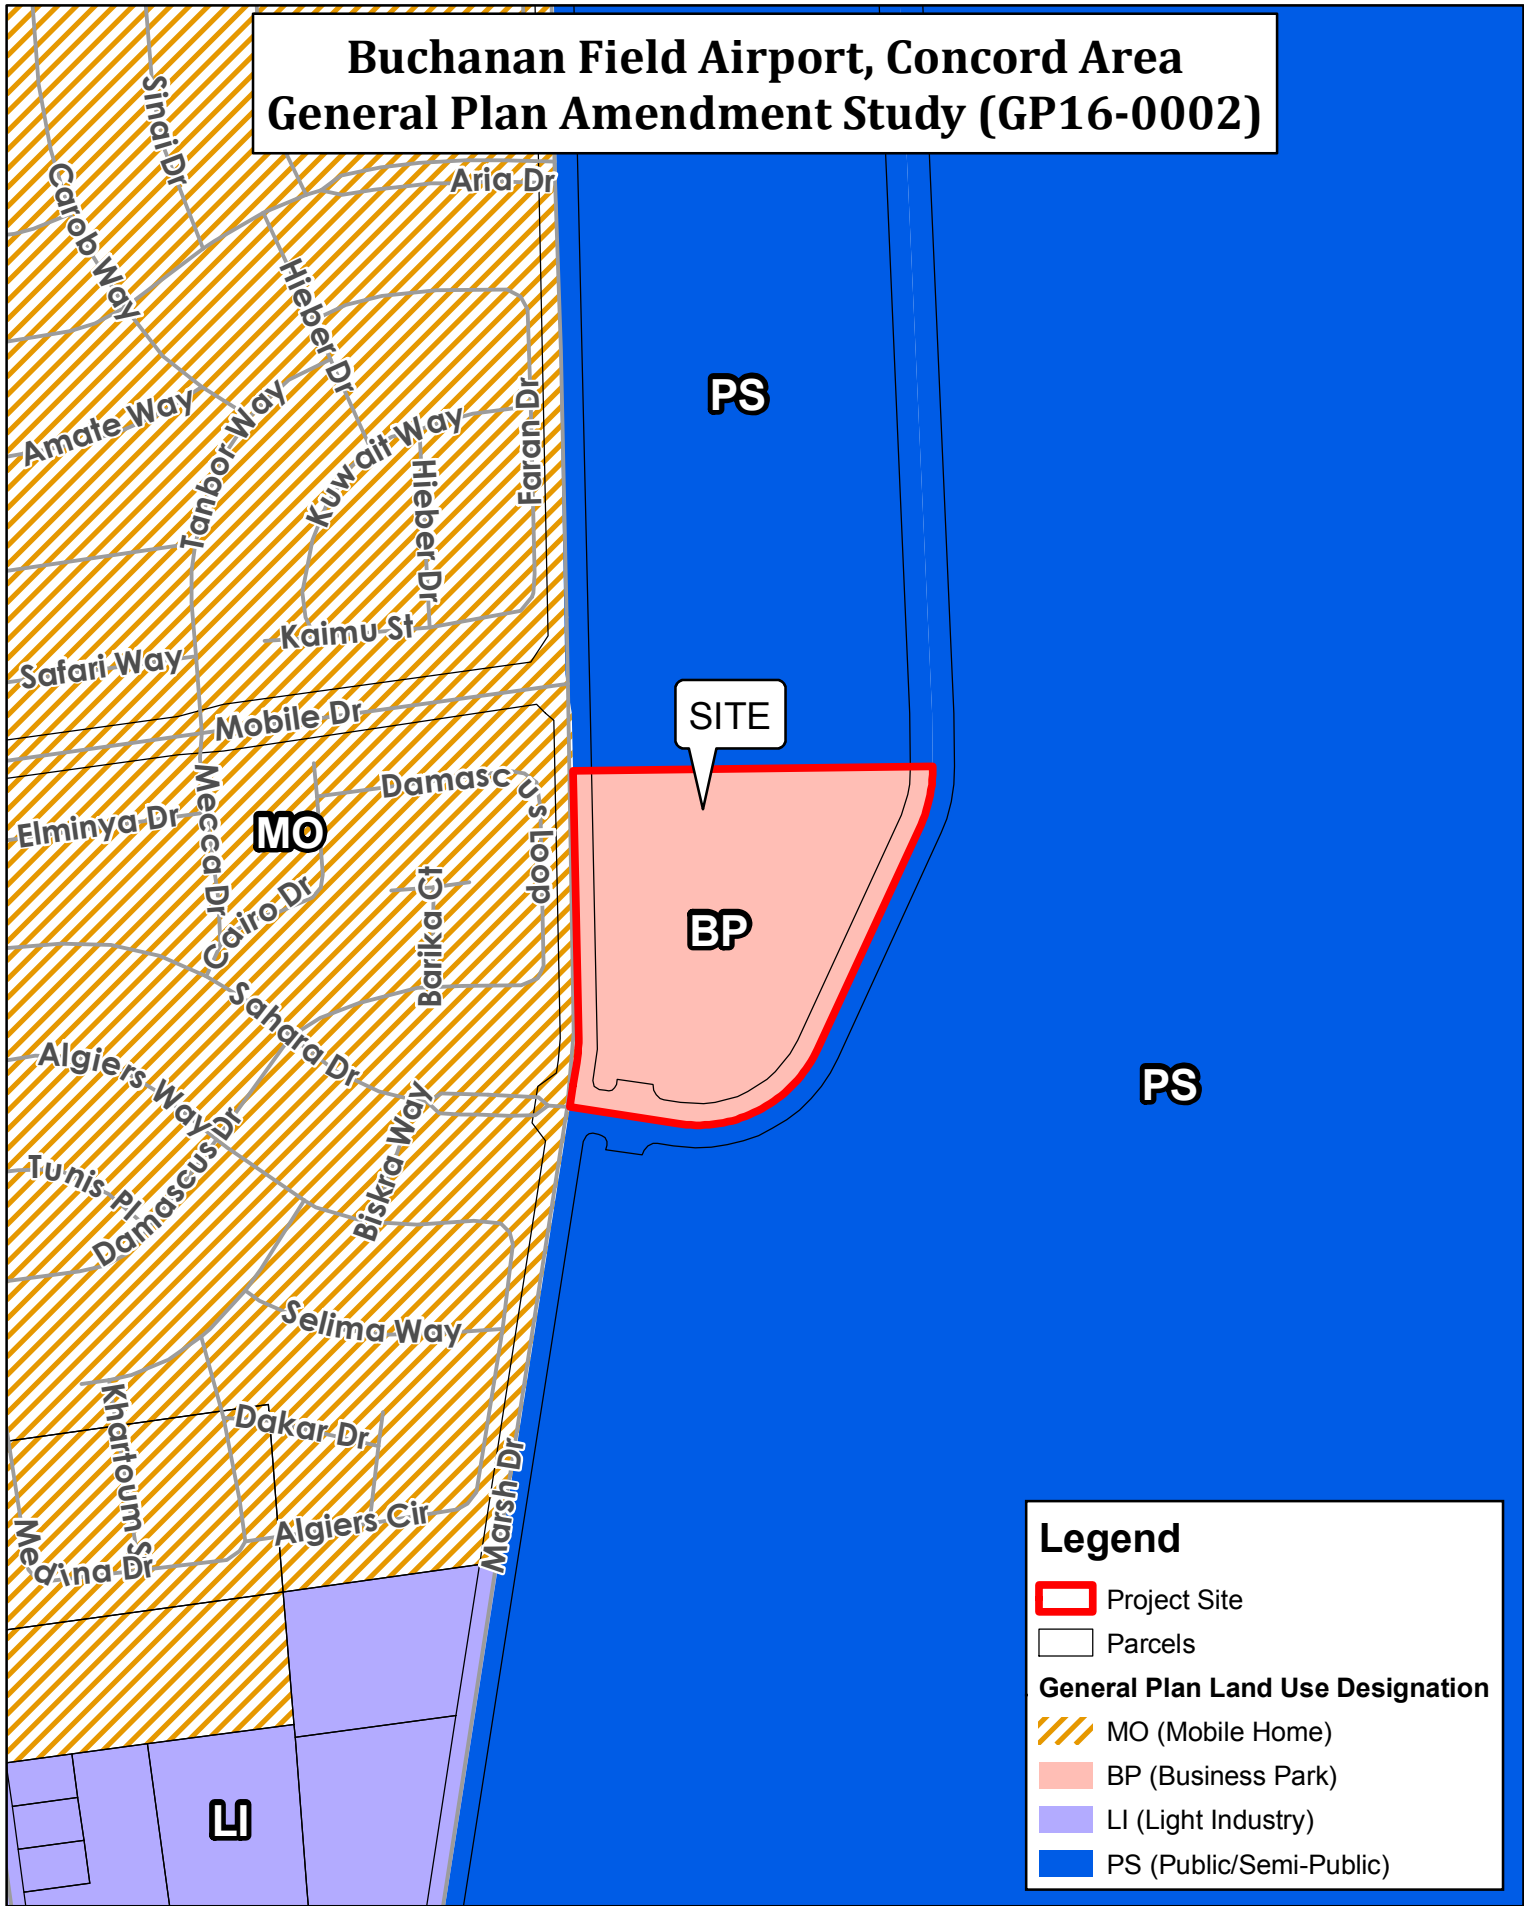 Buchanan Field Airport, Concord Area
General Plan Amendment Study (GP16-0002)
Sinai Dr
Aria Dr
Carob Way
Hieber Dr
PS
Amate Way
Tanbor Way
Kuwait Way
Faran Dr
Hieber Dr
Kaimu St
Safari Way
Mobile Dr
SITE
Mecca Dr
Damascus Loop
Elminya Dr
MO
Cairo Dr
Barika Ct
BP
Sahara Dr
Algiers Way
PS
Biskra Way
Tunis Pl
Damascus Dr
Selima Way
Khartoum S
Dakar Dr
Marsh Dr
Algiers Cir
Medina Dr
LI
Legend
Project Site
Parcels
General Plan Land Use Designation
MO (Mobile Home)
BP (Business Park)
LI (Light Industry)
PS (Public/Semi-Public)